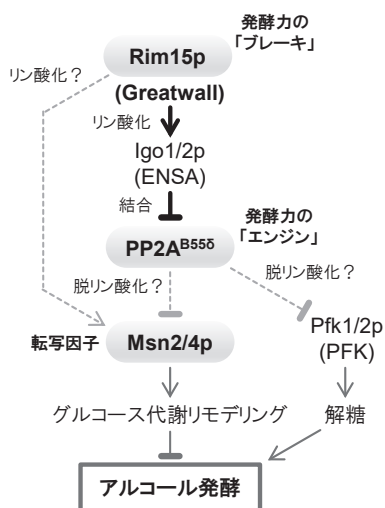 発酵力の
「ブレーキ」
Rim15p
リン酸化？
(Greatwall)
リン酸化
Igo1/2p
(ENSA)
結合
発酵力の
「エンジン」
PP2AB55δ
脱リン酸化？
脱リン酸化？
転写因子
Msn2/4p
Pfk1/2p
(PFK)
グルコース代謝リモデリング
解糖
アルコール発酵